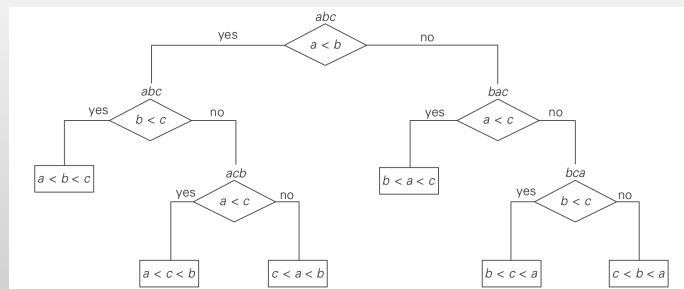 abc
yes a < b no
abc bac
yes b < c no yes a < c no
a < b < c acb b < a < c bca
yes a < c no yes b < c no
a < c < b c < a < b b < c < a c < b < a